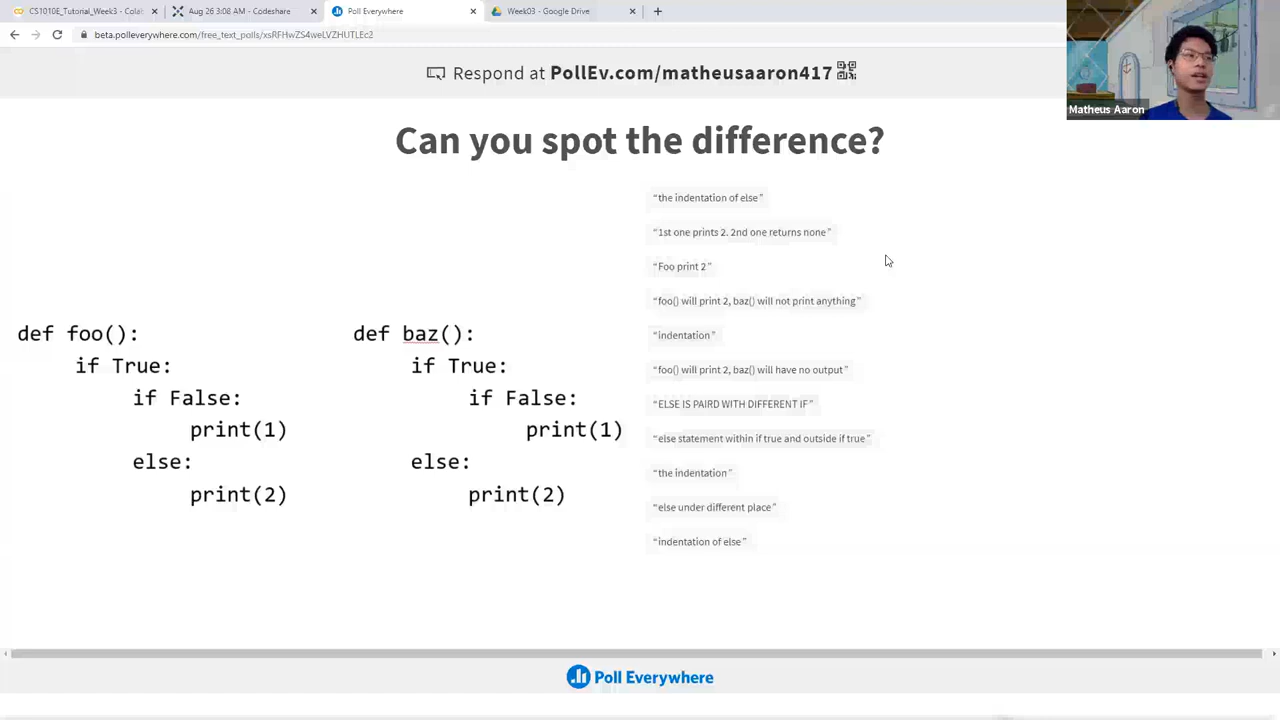 CS1010E_Tutorial_Week3 - Colab
Aug 26 3:08 AM - Codeshare
Poll Everywhere
Week03 - Google Drive
beta.polleverywhere.com/free_text_polls/xsRFHwZS4weLVZHUTLEc2
Respond at PollEv.com/matheusaaron417
Matheus Aaron
Can you spot the difference?
def foo():
if True:
if False:
print(1)
else:
print(2)
def baz():
if True:
if False:
print(1)
else:
print(2)
“the indentation of else”
“1st one prints 2. 2nd one returns none”
“Foo print 2”
“foo() will print 2, baz() will not print anything”
“indentation”
“foo() will print 2, baz() will have no output”
“ELSE IS PAIRD WITH DIFFERENT IF”
“else statement within if true and outside if true”
“the indentation”
“else under different place”
“indentation of else”
Poll Everywhere